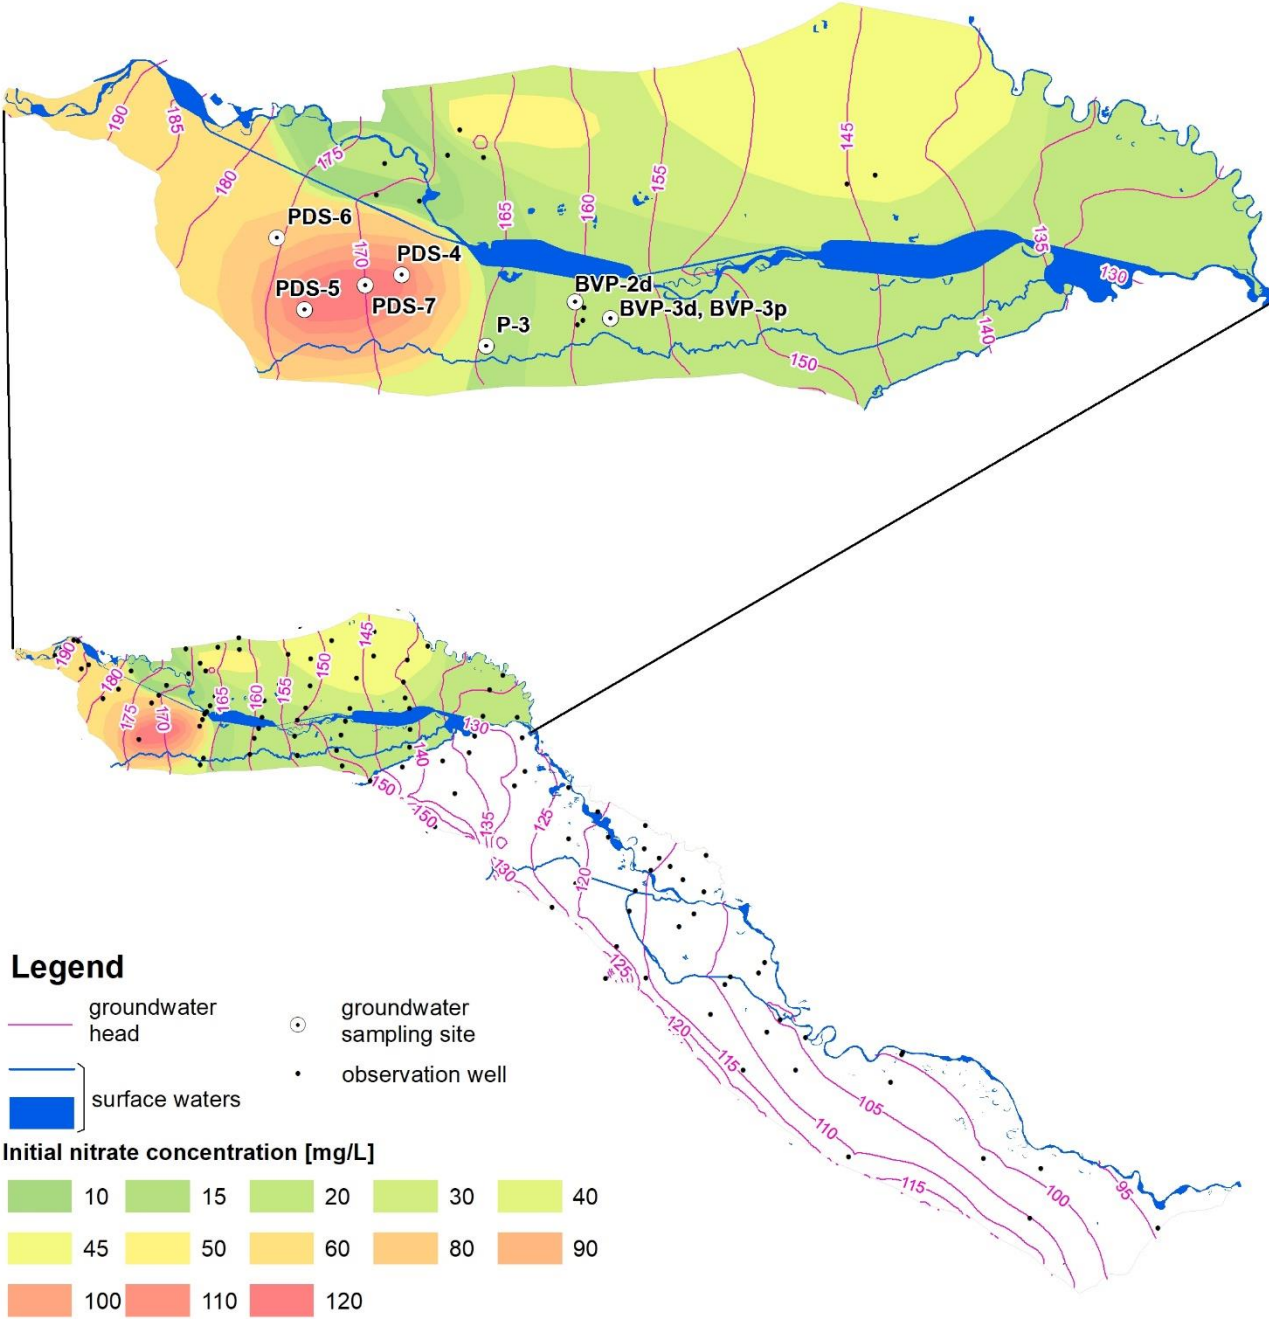 190
185
180
175
170
165
160
155
145
135
130
140
150
PDS-6
PDS-4
PDS-5
PDS-7
P-3
BVP-2d
BVP-3d, BVP-3p
190
180
175
170
165
160
155
150
145
130
140
150
150
135
125
130
120
125
120
115
110
105
115
100
95
Legend
groundwater
head
groundwater
sampling site
surface waters
observation well
Initial nitrate concentration [mg/L]
10 15 20 30 40
45 50 60 80 90
100 110 120